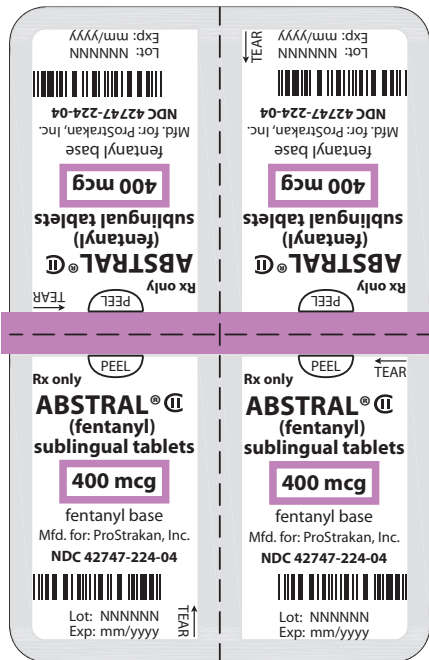 Exp: mm/yyyy
Lot: NNNNNN
NDC 42747-224-04
Mfd. for: ProStrakan, Inc.
fentanyl base
400 mcg
sublingual tablets
(fentanyl)
ABSTRAL® CII
Rx only
TEAR
PEEL
TEAR
Exp: mm/yyyy
Lot: NNNNNN
NDC 42747-224-04
Mfd. for: ProStrakan, Inc.
fentanyl base
400 mcg
sublingual tablets
(fentanyl)
ABSTRAL® CII
Rx only
PEEL
PEEL
Rx only
ABSTRAL® CII
(fentanyl)
sublingual tablets
400 mcg
fentanyl base
Mfd. for: ProStrakan, Inc.
NDC 42747-224-04
Lot: NNNNNN
Exp: mm/yyyy
TEAR
PEEL
TEAR
Rx only
ABSTRAL® CII
(fentanyl)
sublingual tablets
400 mcg
fentanyl base
Mfd. for: ProStrakan, Inc.
NDC 42747-224-04
Lot: NNNNNN
Exp: mm/yyyy